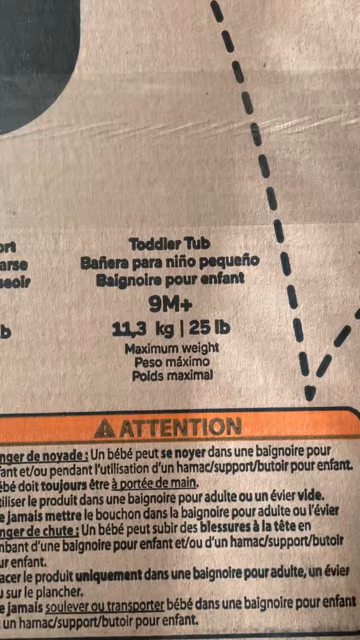 ort
arse
seoir
b
Toddler Tub
Bañera para niño pequeño
Baignoire pour enfant
9M+
11,3 kg | 25 lb
Maximum weight
Peso máximo
Poids maximal
ATTENTION
nger de noyade : Un bébé peut se noyer dans une baignoire pour
fant et/ou pendant l'utilisation d'un hamac/support/butoir pour enfant.
ébé doit toujours être à portée de main.
tiliser le produit dans une baignoire pour adulte ou un évier vide.
e jamais mettre le bouchon dans la baignoire pour adulte ou l'évier
nger de chute : Un bébé peut subir des blessures à la tête en
mbant d'une baignoire pour enfant et/ou d'un hamac/support/butoir
ur enfant.
acer le produit uniquement dans une baignoire pour adulte, un évier
u sur le plancher.
e jamais soulever ou transporter bébé dans une baignoire pour enfant
un hamac/support/butoir pour enfant.